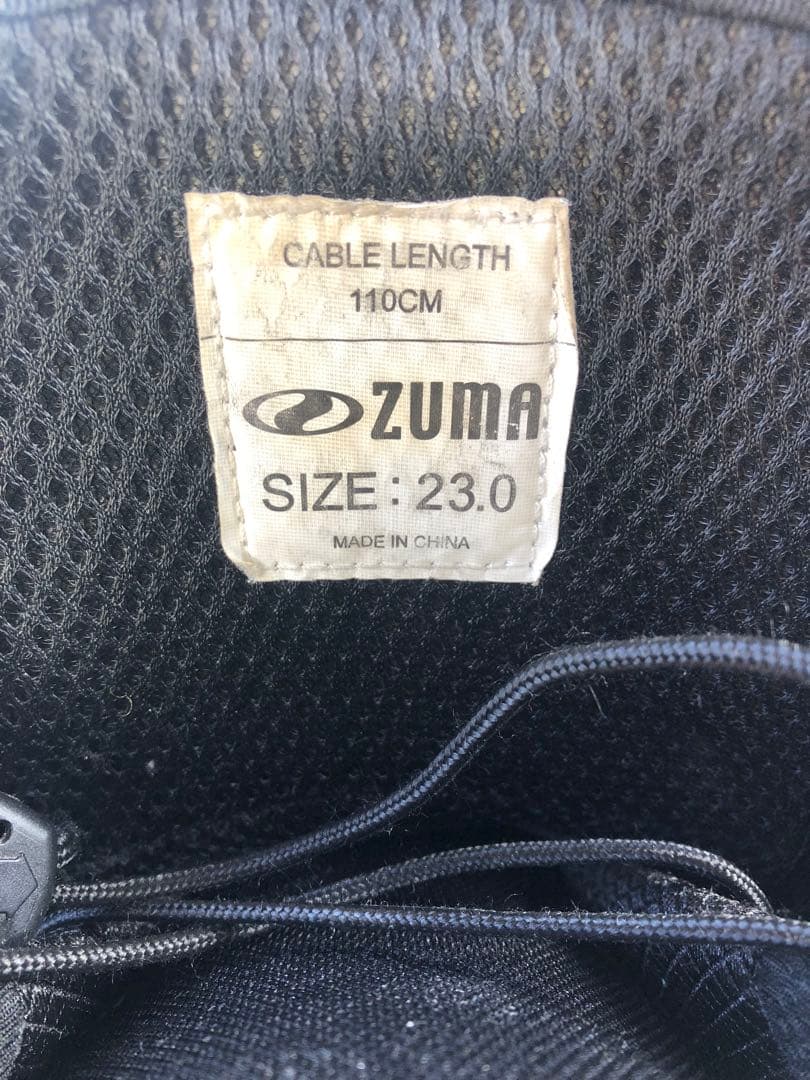 CABLE LENGTH
110CM
ZUMA
SIZE : 23.0
MADE IN CHINA